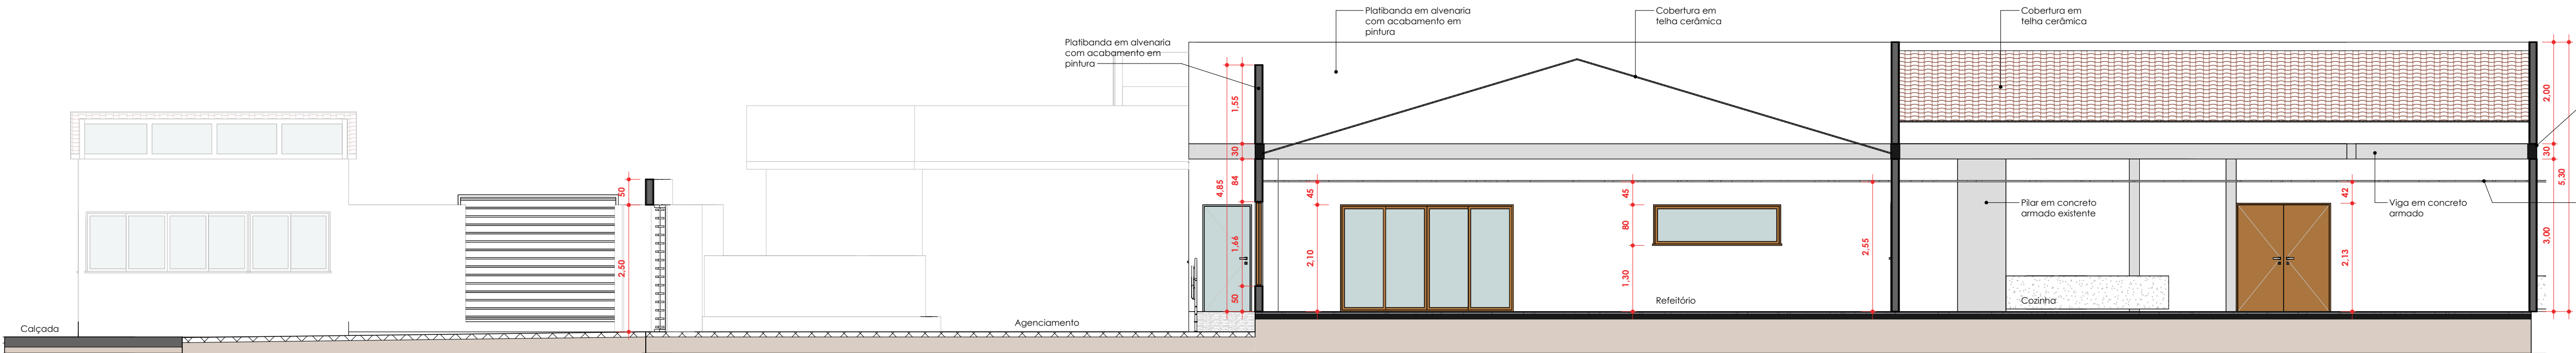 Platibanda em alvenaria
com acabamento em
pintura
Cobertura em
telha cerâmica
Cobertura em
telha cerâmica
Platibanda em alvenaria
com acabamento em
pintura
50
2,50
4,85
1,55
30
84
1,66
50
45
2,10
45
80
1,30
2,55
42
2,13
2,00
30
3,00
5,30
Pilar em concreto
armado existente
Viga em concreto
armado
Refeitório
Cozinha
Calçada
Agenciamento